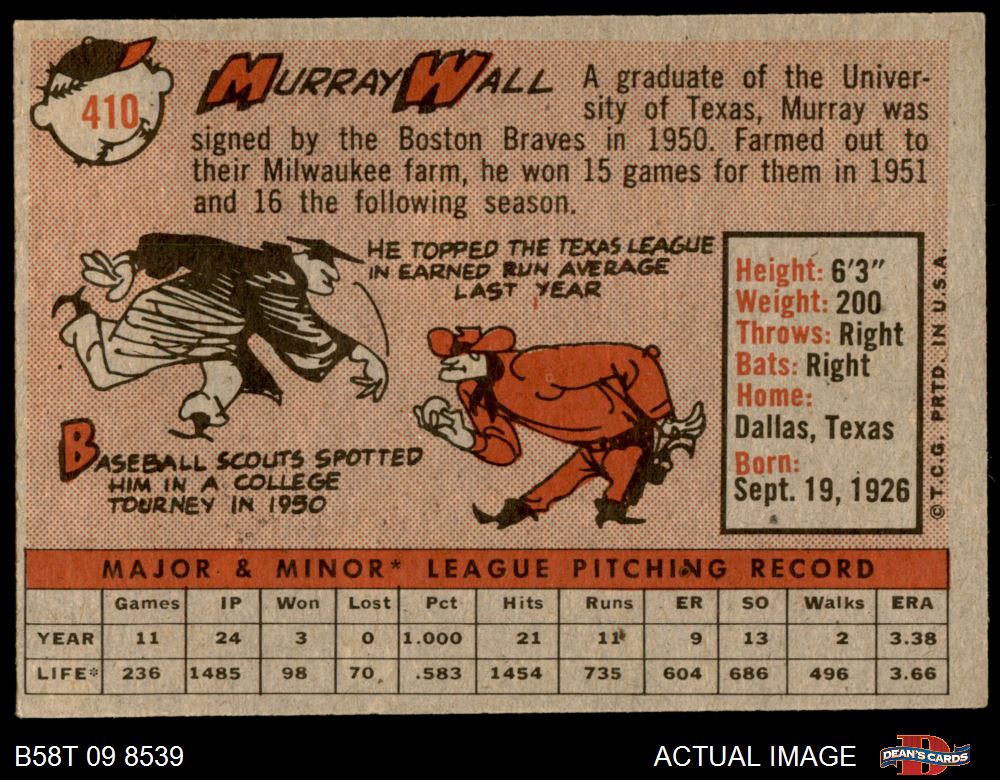 410
MURRAY WALL
A graduate of the Univer-
sity of Texas, Murray was
signed by the Boston Braves in 1950. Farmed out to
their Milwaukee farm, he won 15 games for them in 1951
and 16 the following season.
HE TOPPED THE TEXAS LEAGUE
IN EARNED RUN AVERAGE
LAST YEAR
BASEBALL SCOUTS SPOTTED
HIM IN A COLLEGE
TOURNEY IN 1950
Height: 6'3"
Weight: 200
Throws: Right
Bats: Right
Home:
Dallas, Texas
Born:
Sept. 19, 1926
©T.C.G. PRTD. IN U.S.A.
MAJOR & MINOR* LEAGUE PITCHING RECORD
Games IP Won Lost Pct Hits Runs ER SO Walks ERA
YEAR 11 24 3 0 1.000 21 11 9 13 2 3.38
LIFE* 236 1485 98 70 .583 1454 735 604 686 496 3.66
B58T 09 8539
ACTUAL IMAGE
D
DEAN'S CARDS